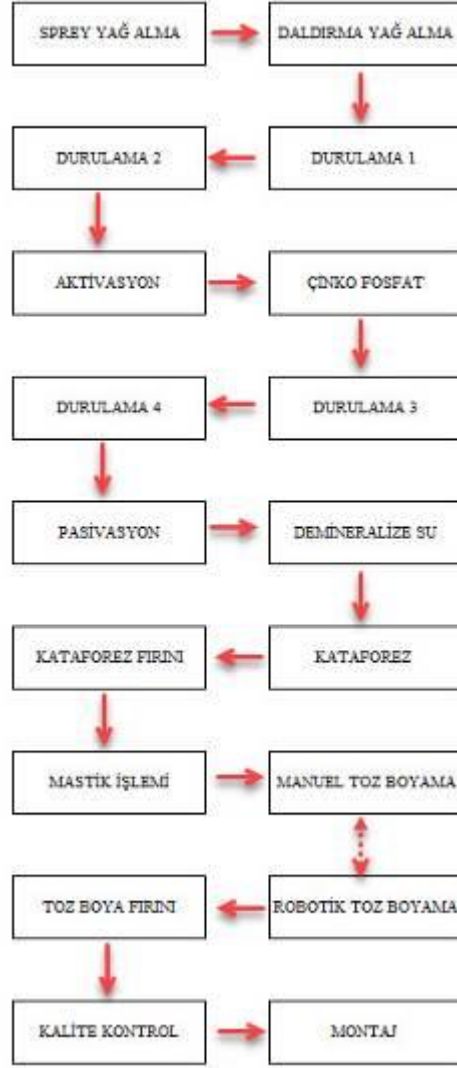 SPREY YAĞ ALMA
DALDIRMA YAĞ ALMA
DURULAMA 1
DURULAMA 2
AKTİVASYON
ÇİNKO FOSFAT
DURULAMA 3
DURULAMA 4
PASİVASYON
DEMİNERALİZE SU
KATAFOREZ
KATAFOREZ FIRINI
MASTİK İŞLEMİ
MANUEL TOZ BOYAMA
ROBOTİK TOZ BOYAMA
TOZ BOYA FIRINI
KALİTE KONTROL
MONTAJ